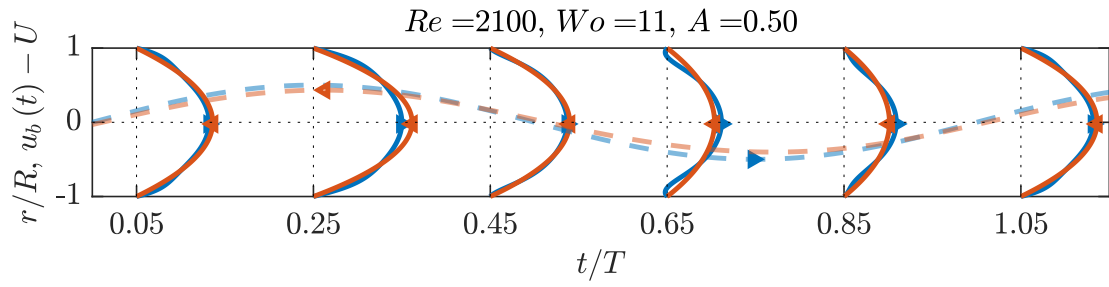 Re =2100, Wo =11, A =0.50
r/R, u_b (t) − U
1
0
-1
0.05 0.25 0.45 0.65 0.85 1.05
t/T